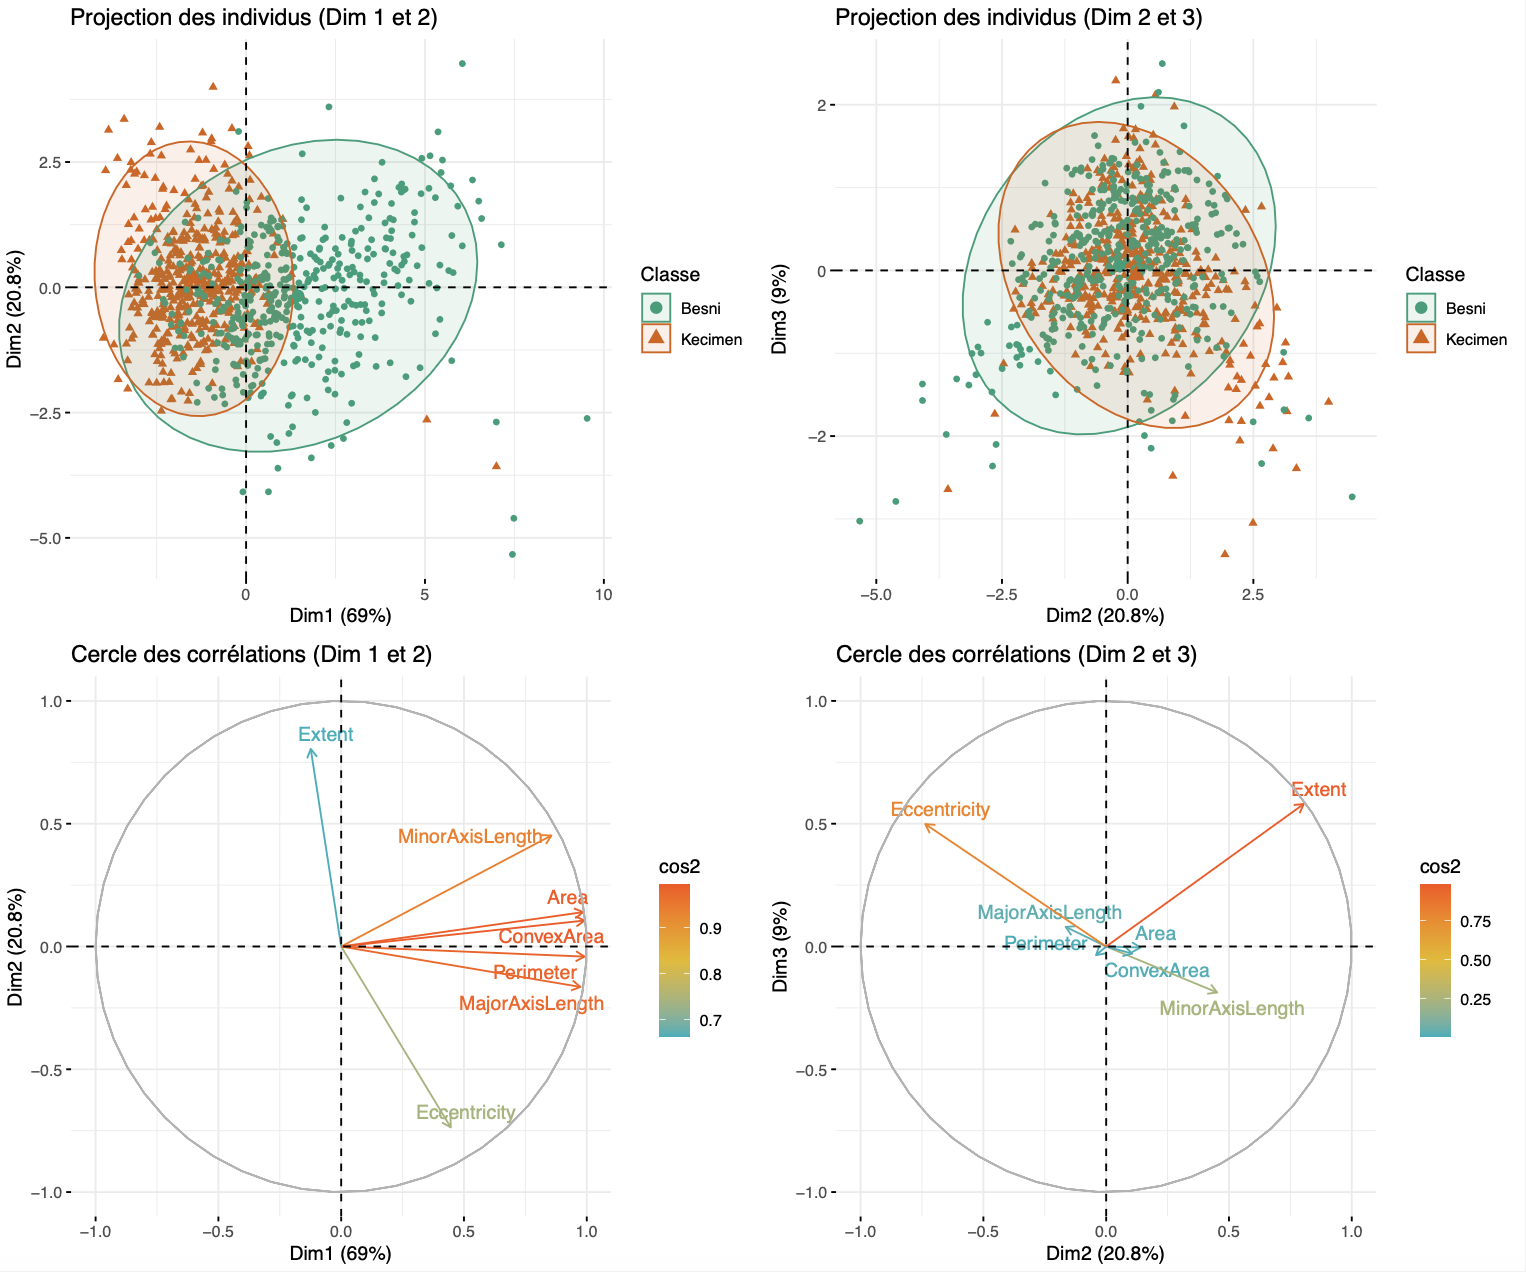 Projection des individus (Dim 1 et 2)
2.5
0.0
−2.5
−5.0
Dim2 (20.8%)
0
5
10
Dim1 (69%)
Classe
Besni
Kecimen
Projection des individus (Dim 2 et 3)
2
0
−2
Dim3 (9%)
−5.0
−2.5
0.0
2.5
Dim2 (20.8%)
Classe
Besni
Kecimen
Cercle des corrélations (Dim 1 et 2)
1.0
0.5
0.0
−0.5
−1.0
Dim2 (20.8%)
Extent
MinorAxisLength
Area
ConvexArea
Perimeter
MajorAxisLength
Eccentricity
−1.0
−0.5
0.0
0.5
1.0
Dim1 (69%)
cos2
0.9
0.8
0.7
Cercle des corrélations (Dim 2 et 3)
1.0
0.5
0.0
−0.5
−1.0
Dim3 (9%)
Extent
Eccentricity
MajorAxisLength
Area
Perimeter
ConvexArea
MinorAxisLength
−1.0
−0.5
0.0
0.5
1.0
Dim2 (20.8%)
cos2
0.75
0.50
0.25